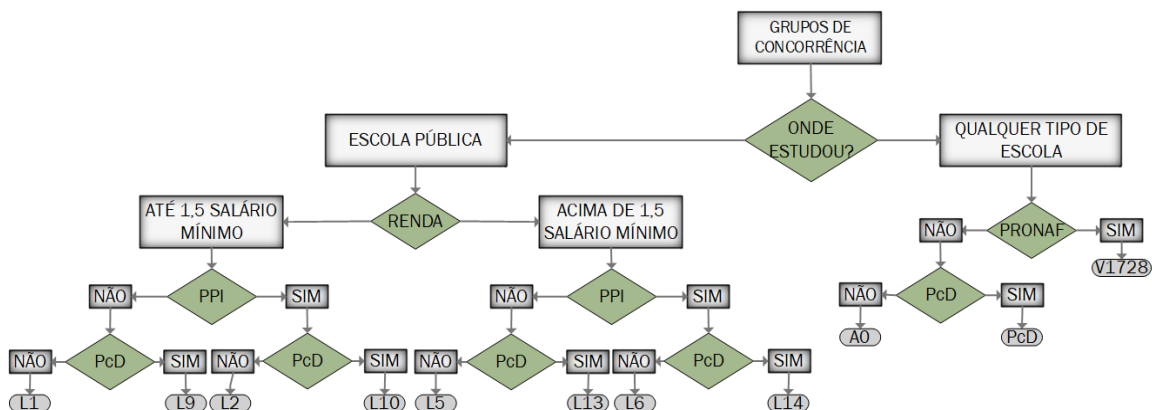 GRUPOS DE
CONCORRÊNCIA
ONDE
ESTUDOU?
ESCOLA PÚBLICA
QUALQUER TIPO DE
ESCOLA
ATÉ 1,5 SALÁRIO
MÍNIMO
RENDA
ACIMA DE 1,5
SALÁRIO MÍNIMO
NÃO
PRONAF
SIM
V1728
NÃO
PPI
SIM
NÃO
PPI
SIM
NÃO
PcD
SIM
A0
PcD
NÃO
PcD
SIM
NÃO
PcD
SIM
NÃO
PcD
SIM
NÃO
PcD
SIM
L1
L9
L2
L10
L5
L13
L6
L14